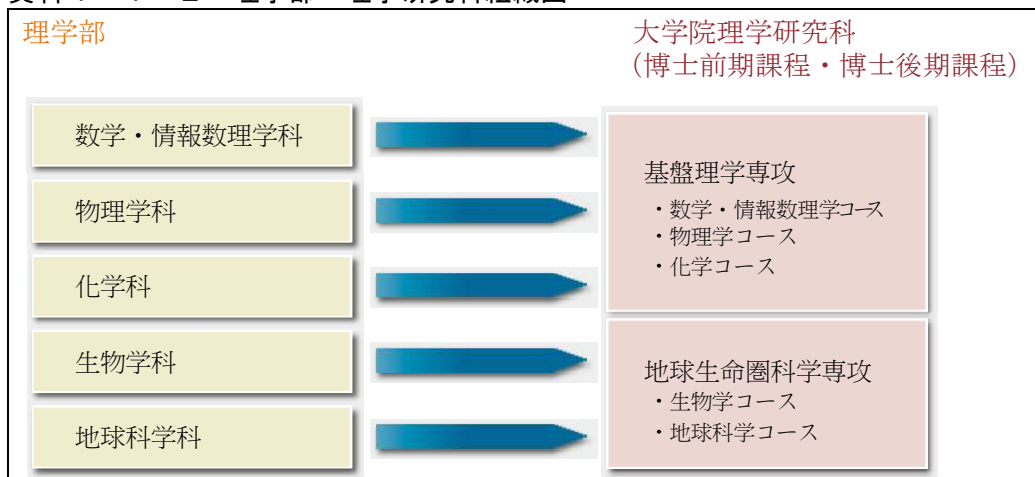 理学部
大学院理学研究科
（博士前期課程・博士後期課程）
数学・情報数理学科
物理学科
化学科
生物学科
地球科学科
基盤理学専攻
・数学・情報数理学コース
・物理学コース
・化学コース
地球生命圏科学専攻
・生物学コース
・地球科学コース